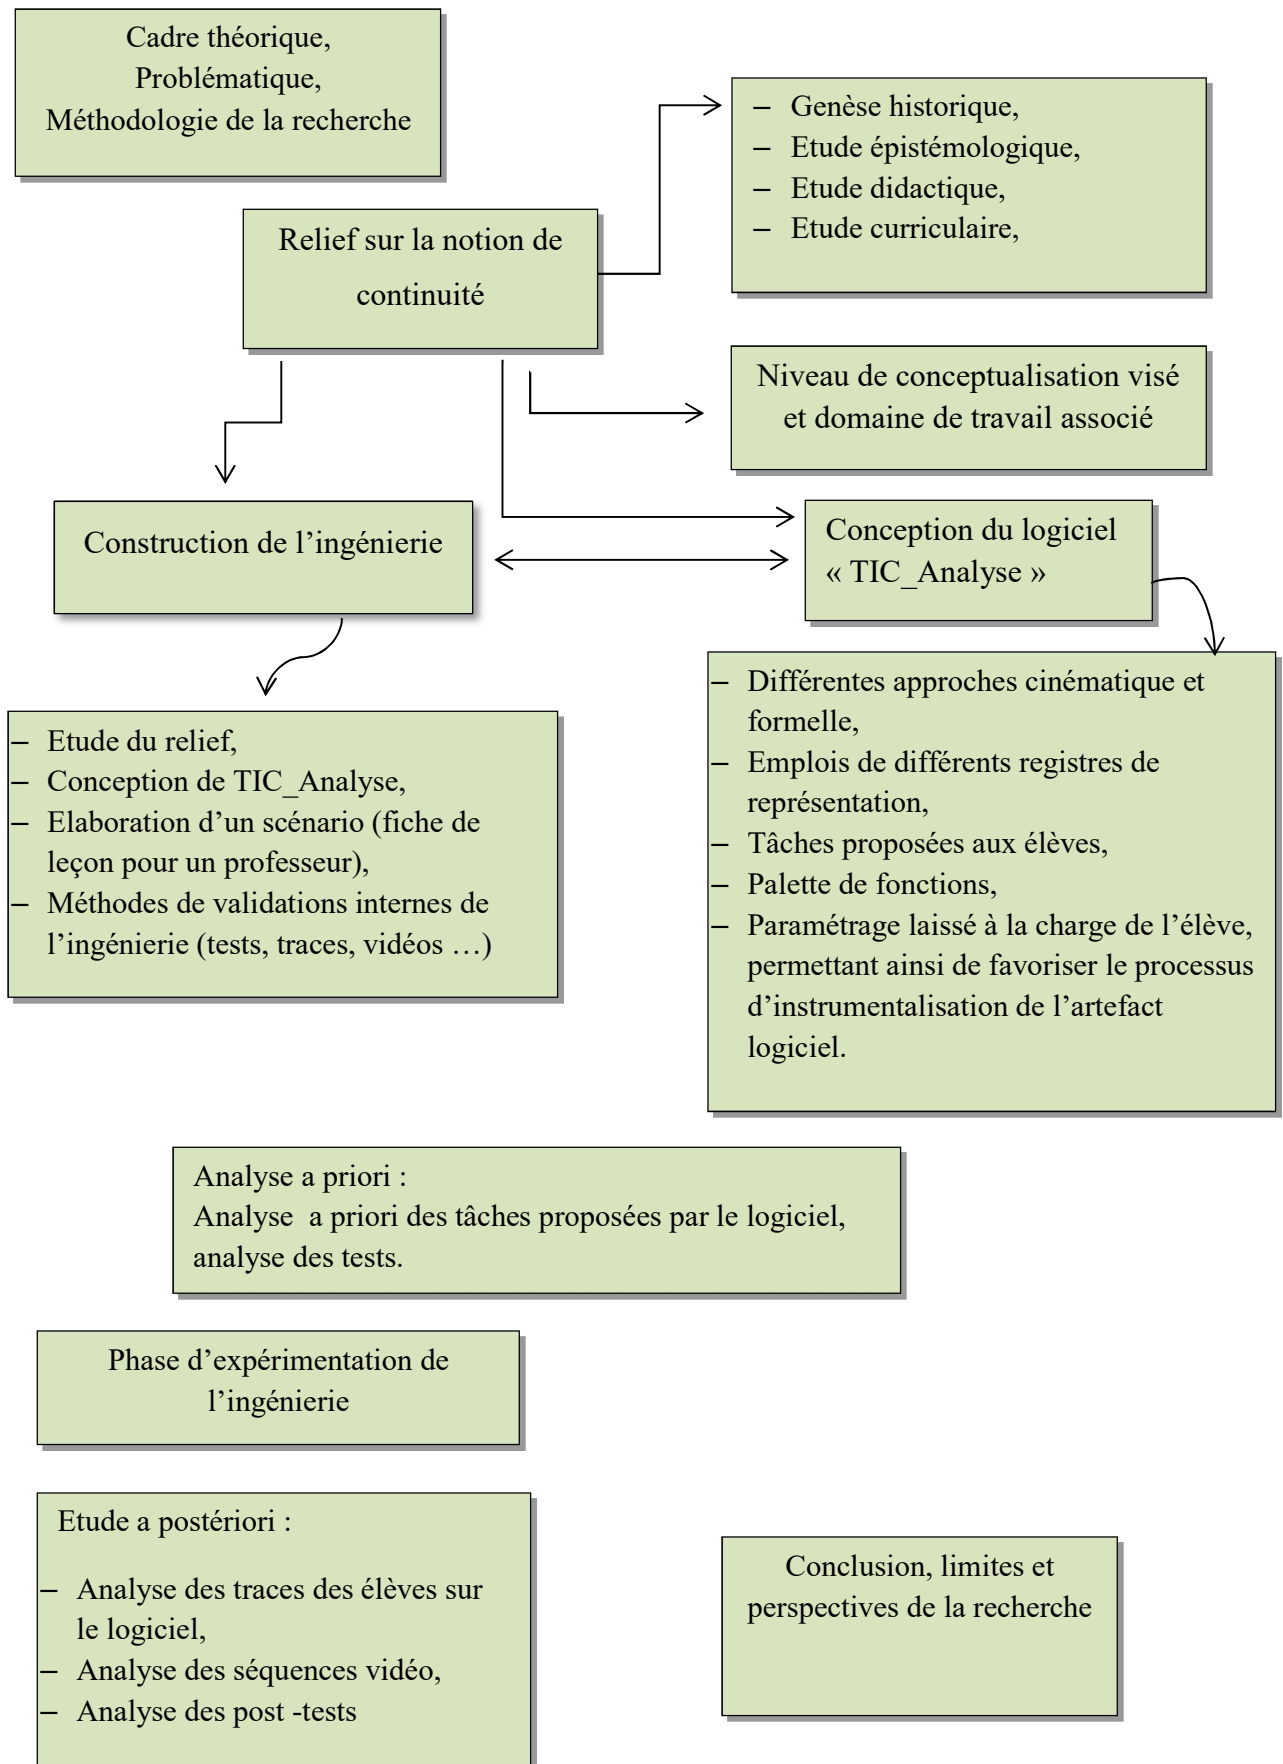 Cadre théorique,
Problématique,
Méthodologie de la recherche
– Genèse historique,
– Etude épistémologique,
– Etude didactique,
– Etude curriculaire,
Relief sur la notion de
continuité
Niveau de conceptualisation visé
et domaine de travail associé
Construction de l’ingénierie
Conception du logiciel
« TIC_Analyse »
– Etude du relief,
– Conception de TIC_Analyse,
– Elaboration d’un scénario (fiche de
leçon pour un professeur),
– Méthodes de validations internes de
l’ingénierie (tests, traces, vidéos …)
– Différentes approches cinématique et
formelle,
– Emplois de différents registres de
représentation,
– Tâches proposées aux élèves,
– Palette de fonctions,
– Paramétrage laissé à la charge de l’élève,
permettant ainsi de favoriser le processus
d’instrumentalisation de l’artefact
logiciel.
Analyse a priori :
Analyse  a priori des tâches proposées par le logiciel,
analyse des tests.
Phase d’expérimentation de
l’ingénierie
Etude a postériori :
– Analyse des traces des élèves sur
le logiciel,
– Analyse des séquences vidéo,
– Analyse des post -tests
Conclusion, limites et
perspectives de la recherche